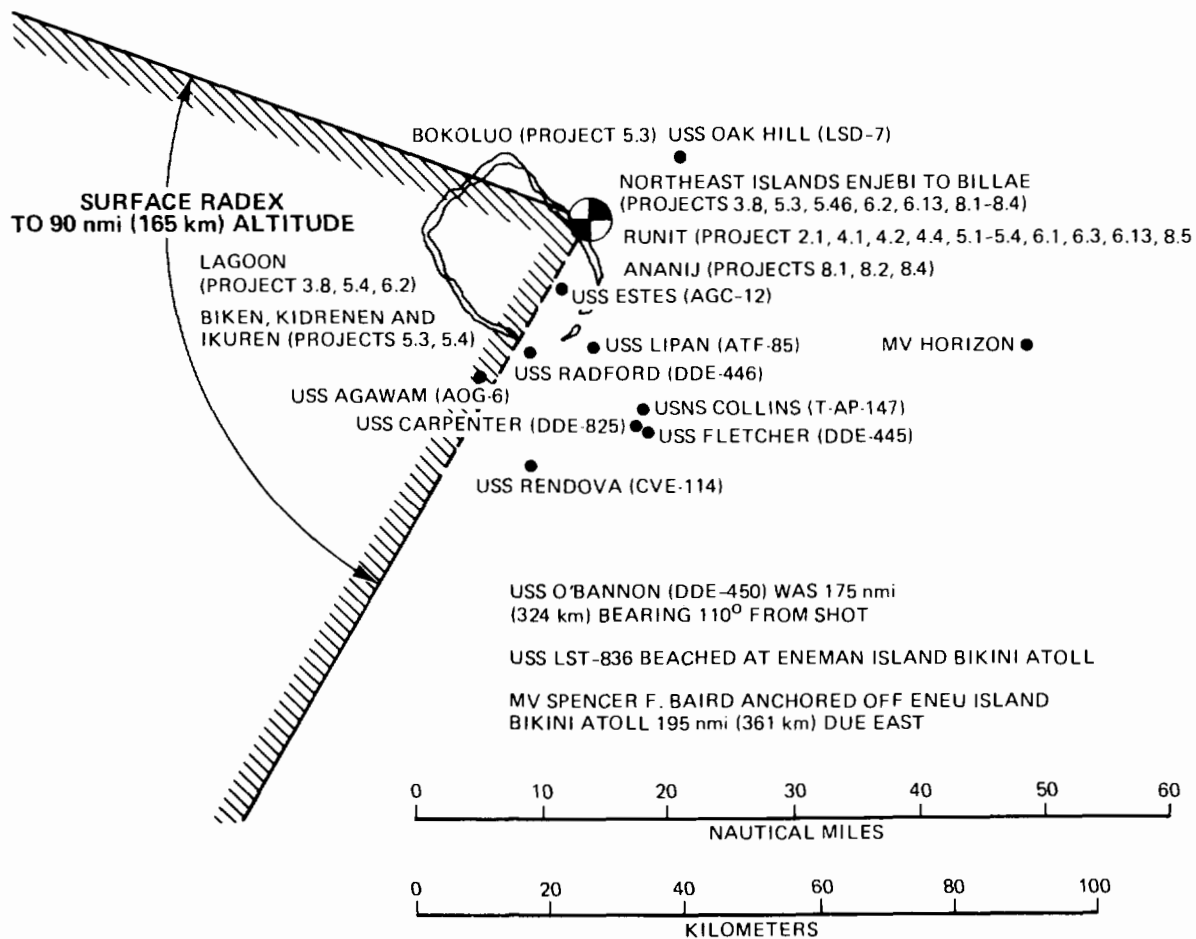 BOKOLUO (PROJECT 5.3)
USS OAK HILL (LSD-7)
NORTHEAST ISLANDS ENJEBI TO BILLAE
(PROJECTS 3.8, 5.3, 5.46, 6.2, 6.13, 8.1-8.4)
SURFACE RADEX
TO 90 nmi (165 km) ALTITUDE
RUNIT (PROJECT 2.1, 4.1, 4.2, 4.4, 5.1-5.4, 6.1, 6.3, 6.13, 8.5
LAGOON
(PROJECT 3.8, 5.4, 6.2)
ANANIJ (PROJECTS 8.1, 8.2, 8.4)
USS ESTES (AGC-12)
BIKEN, KIDRENEN AND
IKUREN (PROJECTS 5.3, 5.4)
USS LIPAN (ATF-85)
MV HORIZON
USS RADFORD (DDE-446)
USS AGAWAM (AOG-6)
USNS COLLINS (T-AP-147)
USS CARPENTER (DDE-825)
USS FLETCHER (DDE-445)
USS RENDOVA (CVE-114)
USS O'BANNON (DDE-450) WAS 175 nmi
(324 km) BEARING 110° FROM SHOT
USS LST-836 BEACHED AT ENEMAN ISLAND BIKINI ATOLL
MV SPENCER F. BAIRD ANCHORED OFF ENEU ISLAND
BIKINI ATOLL 195 nmi (361 km) DUE EAST
0 10 20 30 40 50 60
NAUTICAL MILES
0 20 40 60 80 100
KILOMETERS